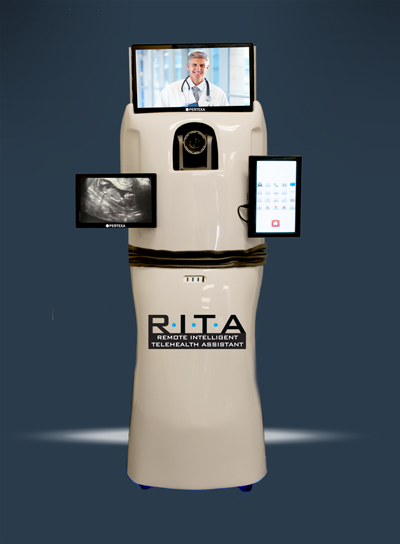 PERTEXA
PERTEXA
R·I·T·A
REMOTE INTELLIGENT
TELEHEALTH ASSISTANT